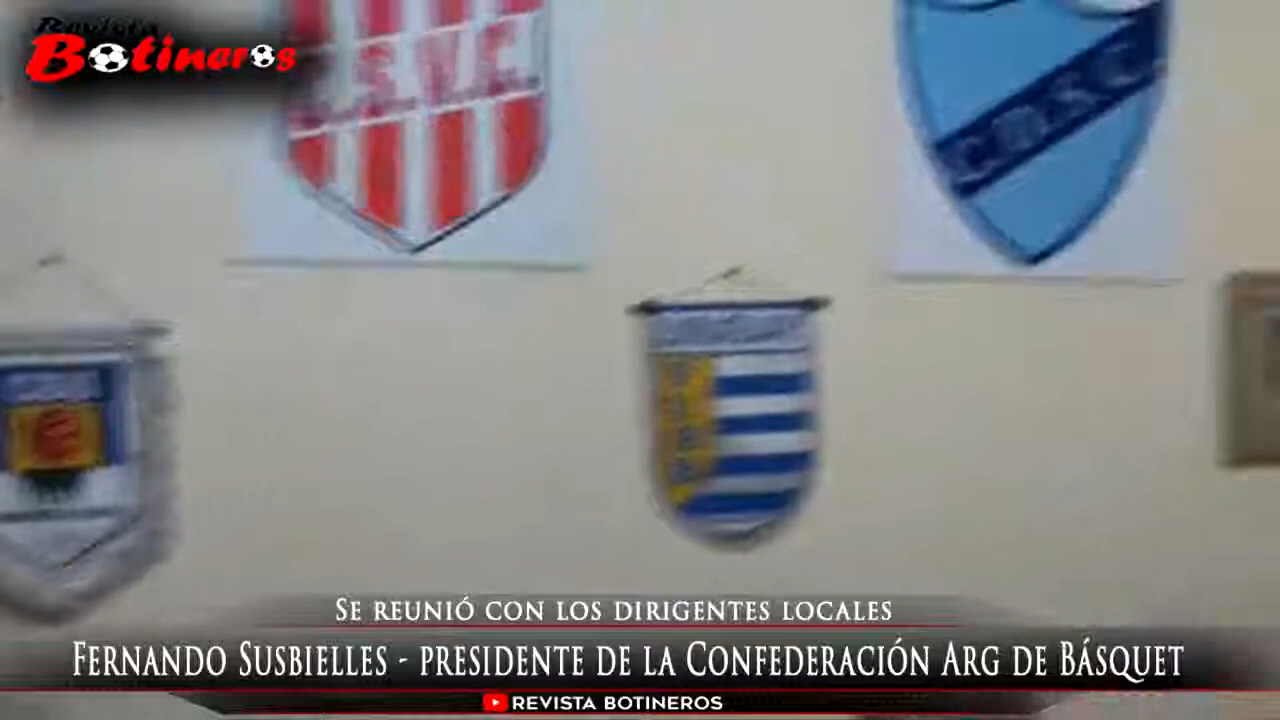 Revista
Botineros
S.V.C.
C.D.S.C.
Se reunió con los dirigentes locales
Fernando Susbielles - presidente de la Confederación Arg de Básquet
REVISTA BOTINEROS